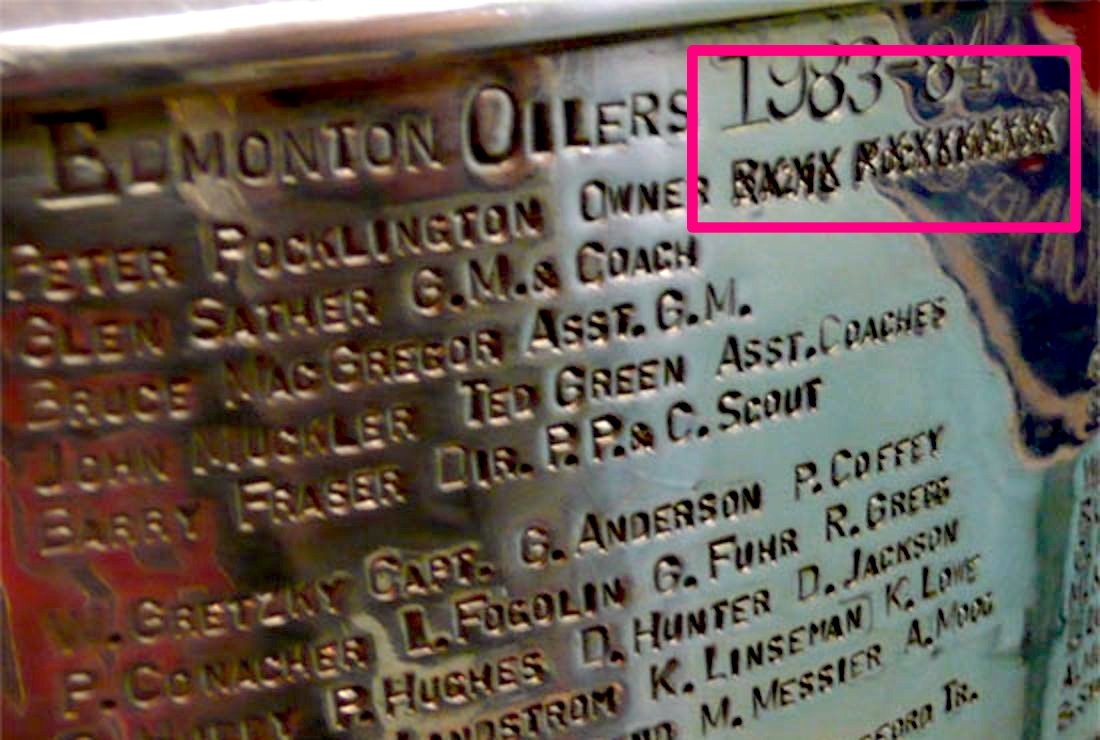 EDMONTON OILERS 1983-84
PETER POCKLINGTON OWNER
GLEN SATHER G.M.& COACH
BRUCE MACGREGOR ASST. G.M.
JOHN MUCKLER TED GREEN ASST. COACHES
BARRY FRASER DIR. P.P.& C. SCOUT
W. GRETZKY CAPT. G. ANDERSON P. COFFEY
P. CONACHER L. FOGOLIN G. FUHR R. GREGG
P. HUGHES D. HUNTER D. JACKSON
K. LINSEMAN K. LOWE
M. MESSIER A. MOOG
TR.